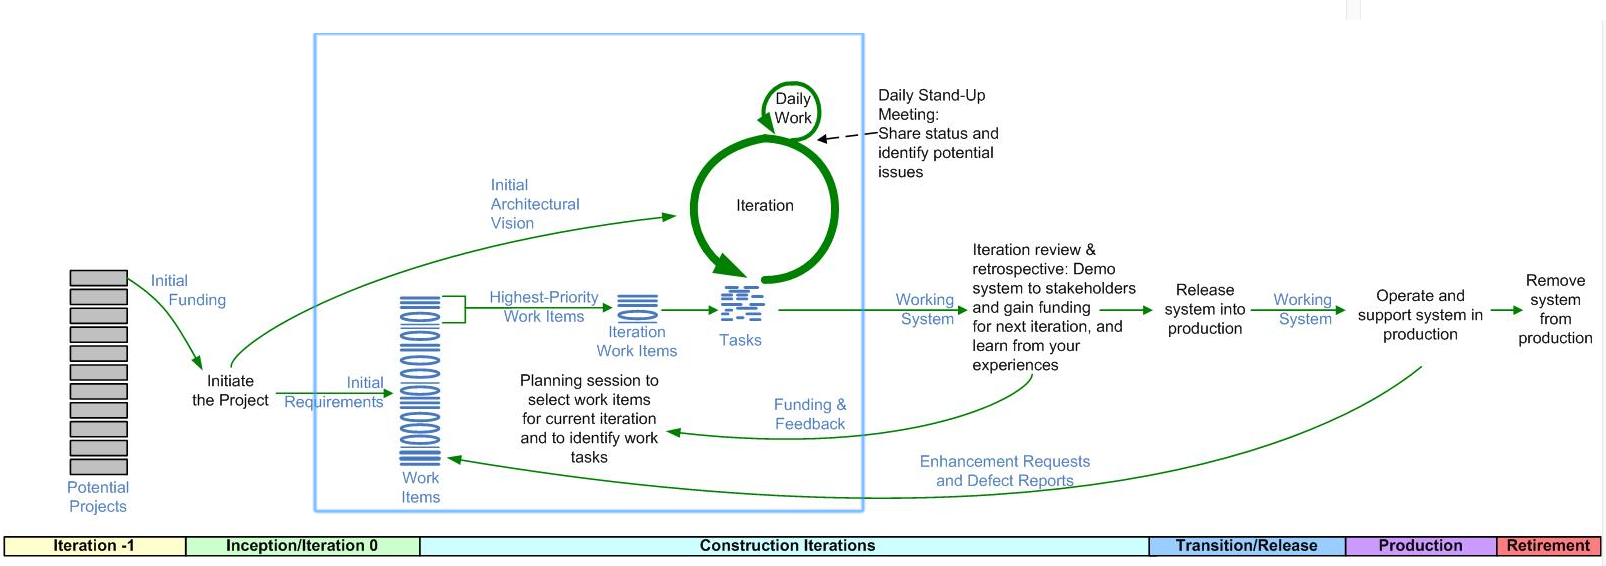 Daily
Work
Daily Stand-Up
Meeting:
Share status and
identify potential
issues
Initial
Architectural
Vision
Iteration
Initial
Funding
Highest-Priority
Work Items
Iteration
Work Items
Tasks
Working
System
Iteration review &
retrospective: Demo
system to stakeholders
and gain funding
for next iteration, and
learn from your
experiences
Release
system into
production
Working
System
Operate and
support system in
production
Remove
system
from
production
Initiate
the Project
Initial
Requirements
Planning session to
select work items
for current iteration
and to identify work
tasks
Funding &
Feedback
Enhancement Requests
and Defect Reports
Potential
Projects
Work
Items
Iteration -1
Inception/Iteration 0
Construction Iterations
Transition/Release
Production
Retirement